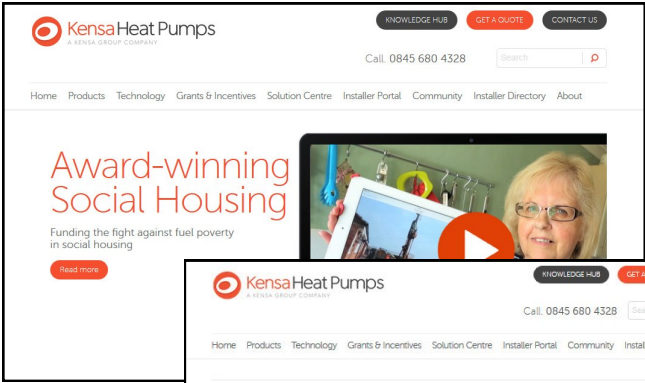 KNOWLEDGE HUB GET A QUOTE CONTACT US
Kensa Heat Pumps
A KENSA GROUP COMPANY
Call. 0845 680 4328 Search
Home Products Technology Grants & Incentives Solution Centre Installer Portal Community Installer Directory About
Award-winning
Social Housing
Funding the fight against fuel poverty
in social housing
Read more
KNOWLEDGE HUB GET A
Kensa Heat Pumps
A KENSA GROUP COMPANY
Call. 0845 680 4328 Sea
Home Products Technology Grants & Incentives Solution Centre Installer Portal Community Instal